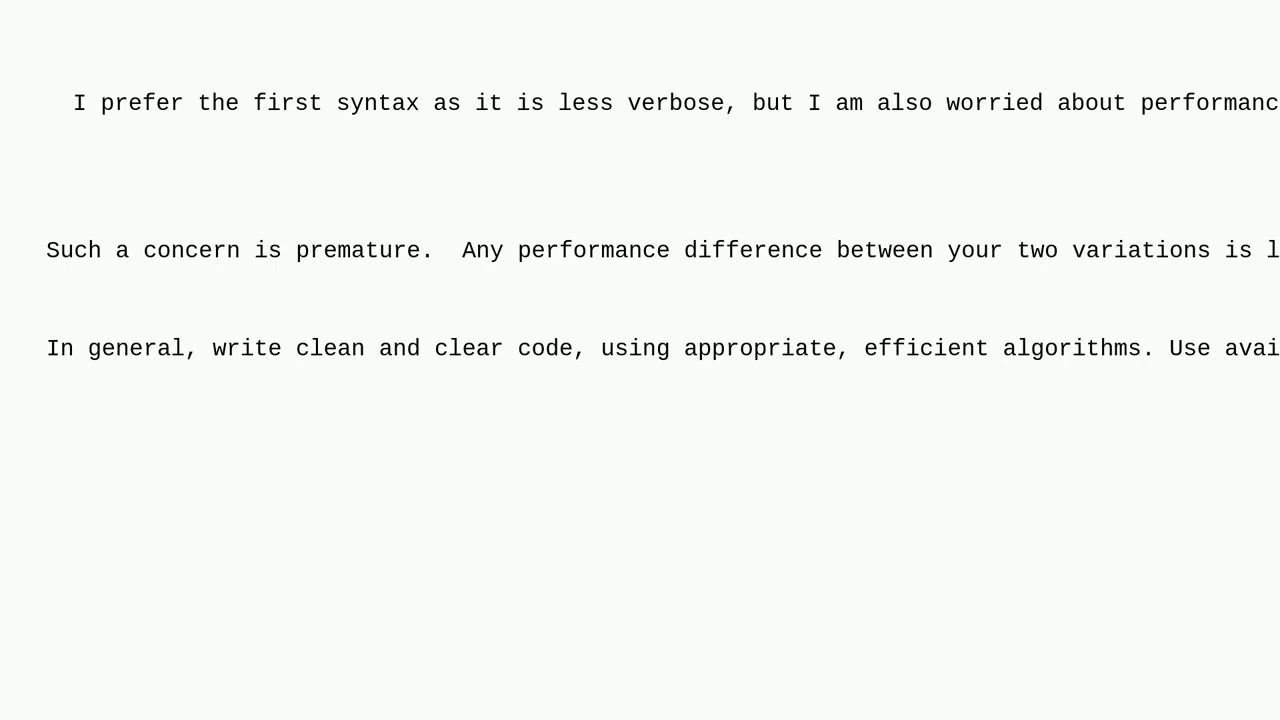 I prefer the first syntax as it is less verbose, but I am also worried about performanc
Such a concern is premature.  Any performance difference between your two variations is l
In general, write clean and clear code, using appropriate, efficient algorithms. Use avai